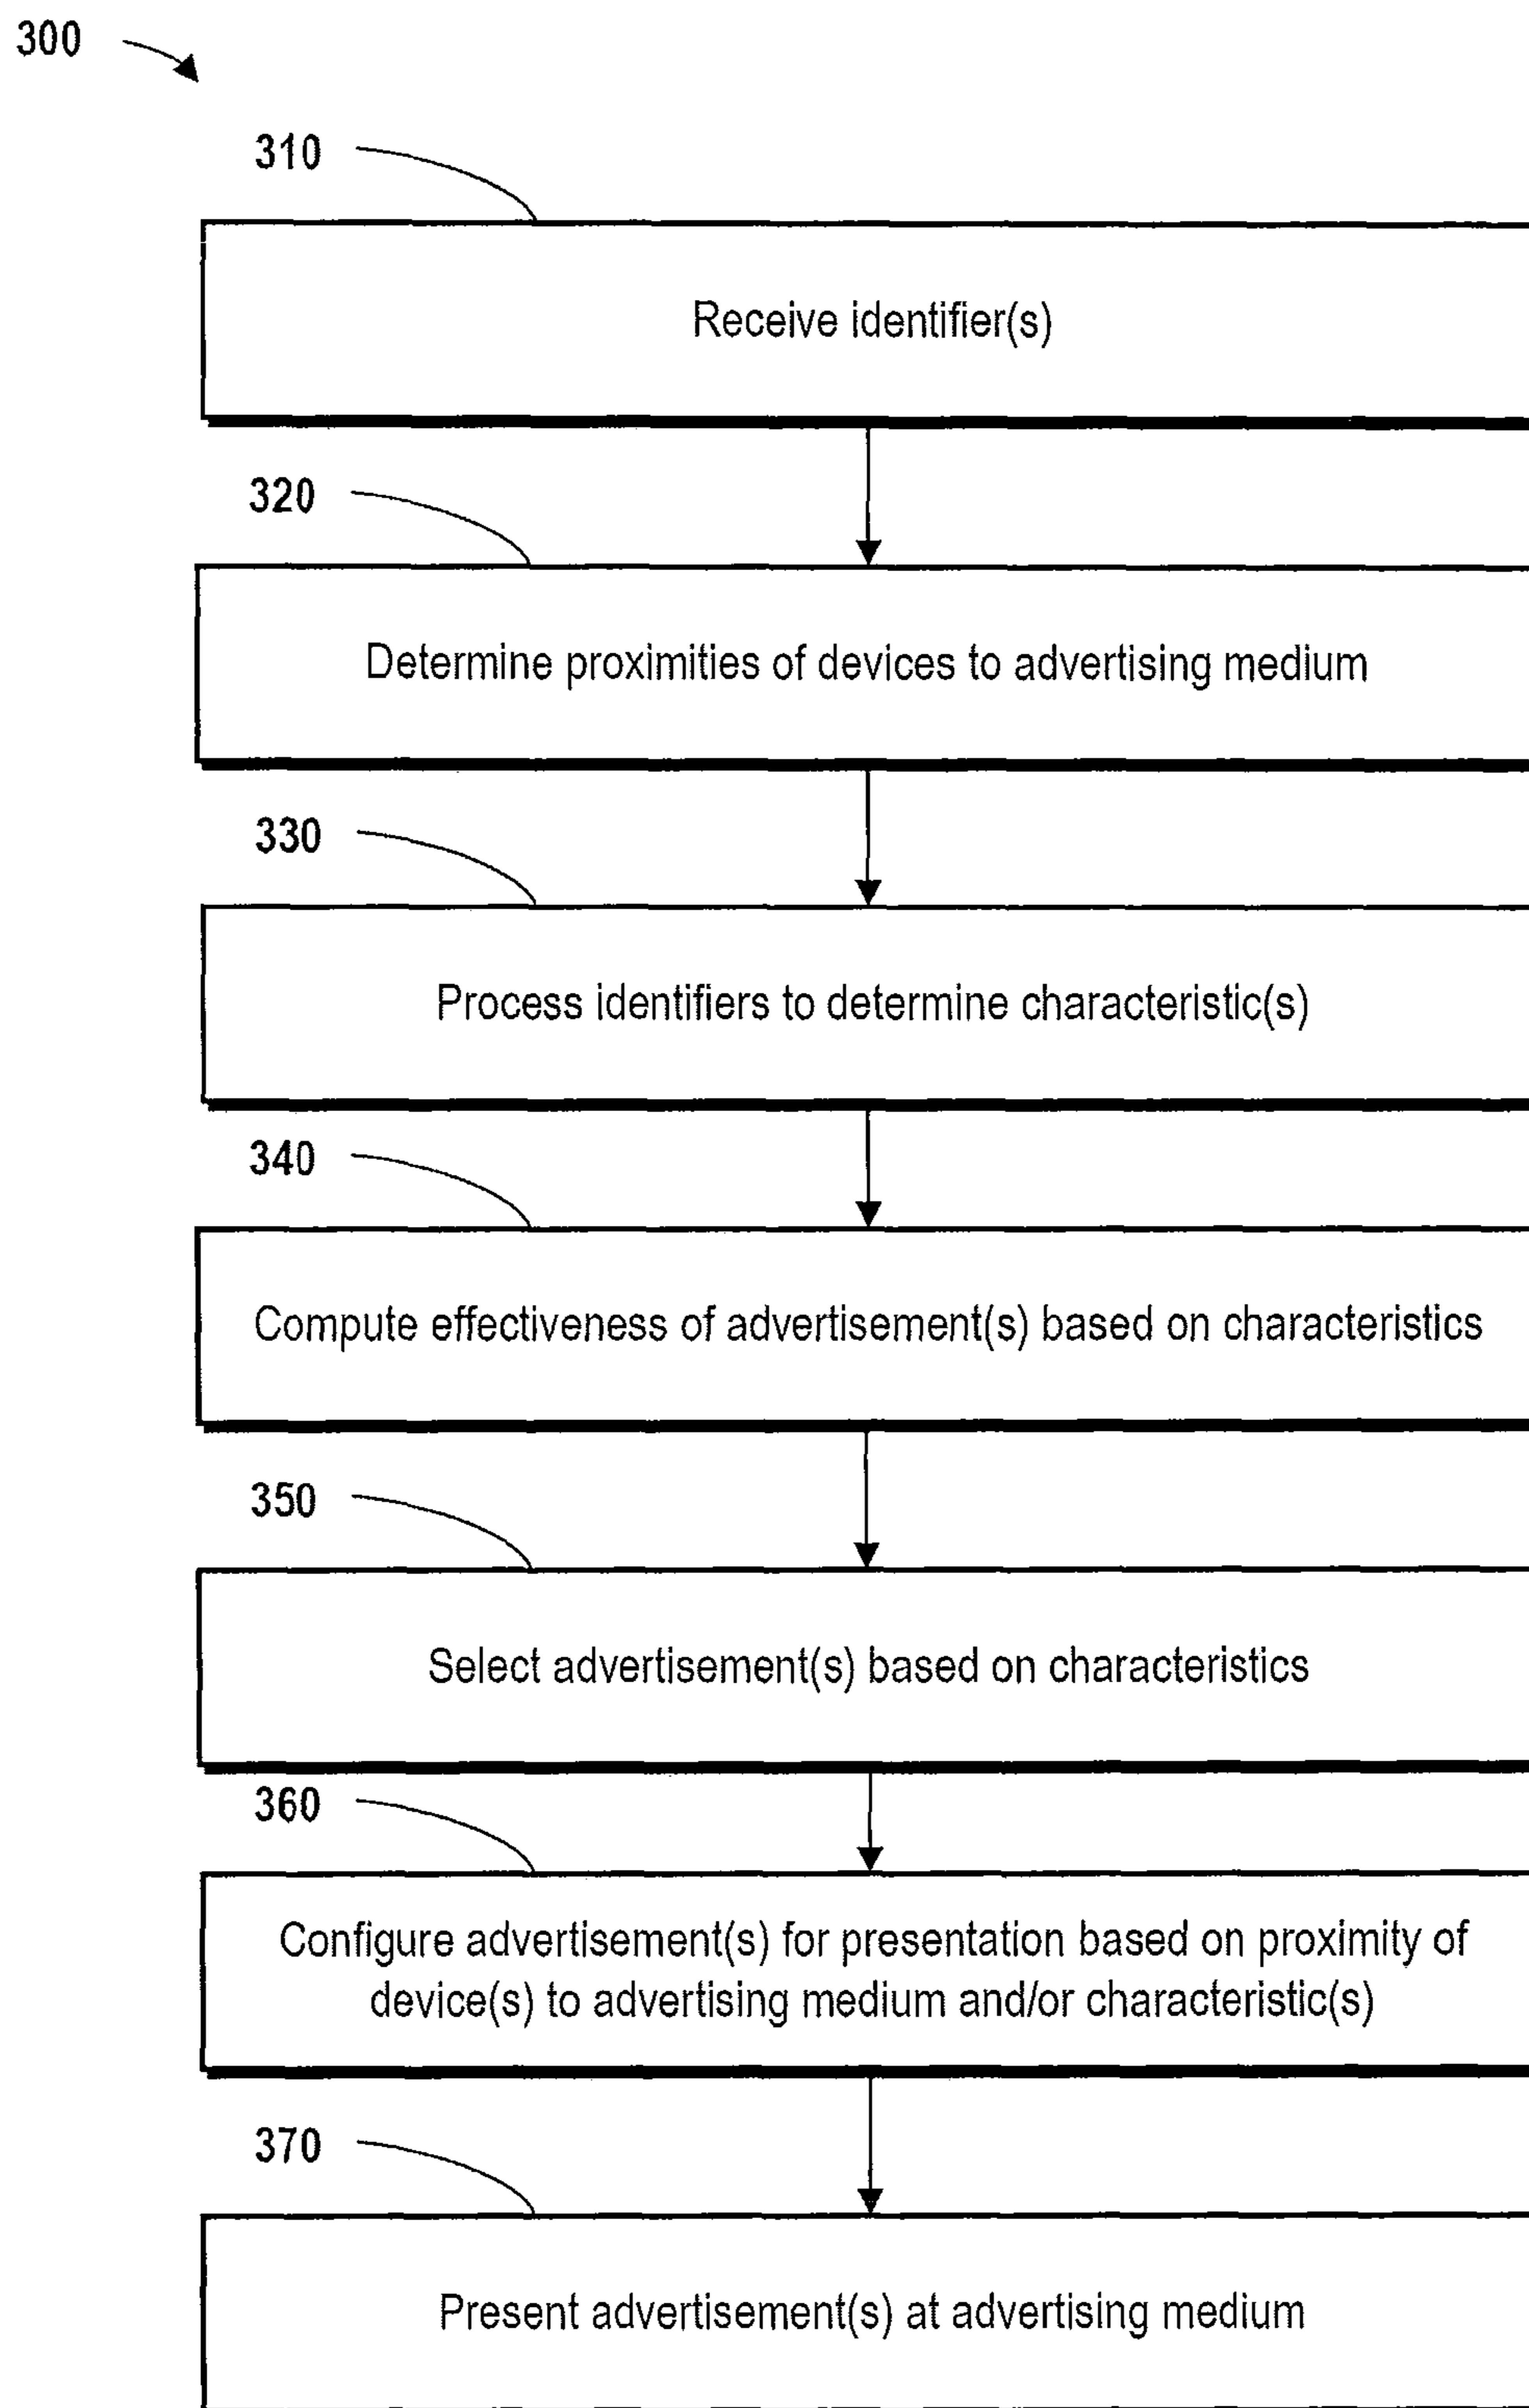 300
310
Receive identifier(s)
320
Determine proximities of devices to advertising medium
330
Process identifiers to determine characteristic(s)
340
Compute effectiveness of advertisement(s) based on characteristics
350
Select advertisement(s) based on characteristics
360
Configure advertisement(s) for presentation based on proximity of
device(s) to advertising medium and/or characteristic(s)
370
Present advertisement(s) at advertising medium